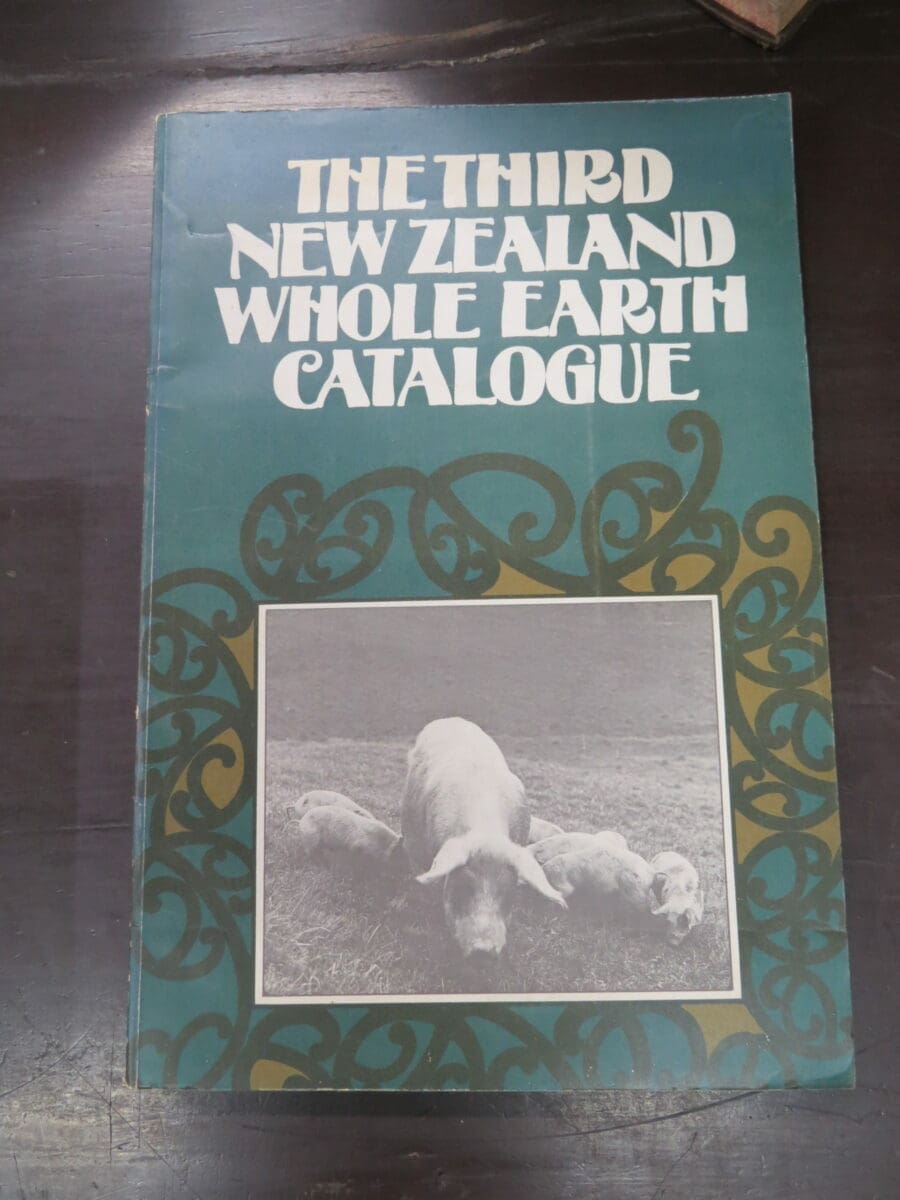 THE THIRD
NEW ZEALAND
WHOLE EARTH
CATALOGUE